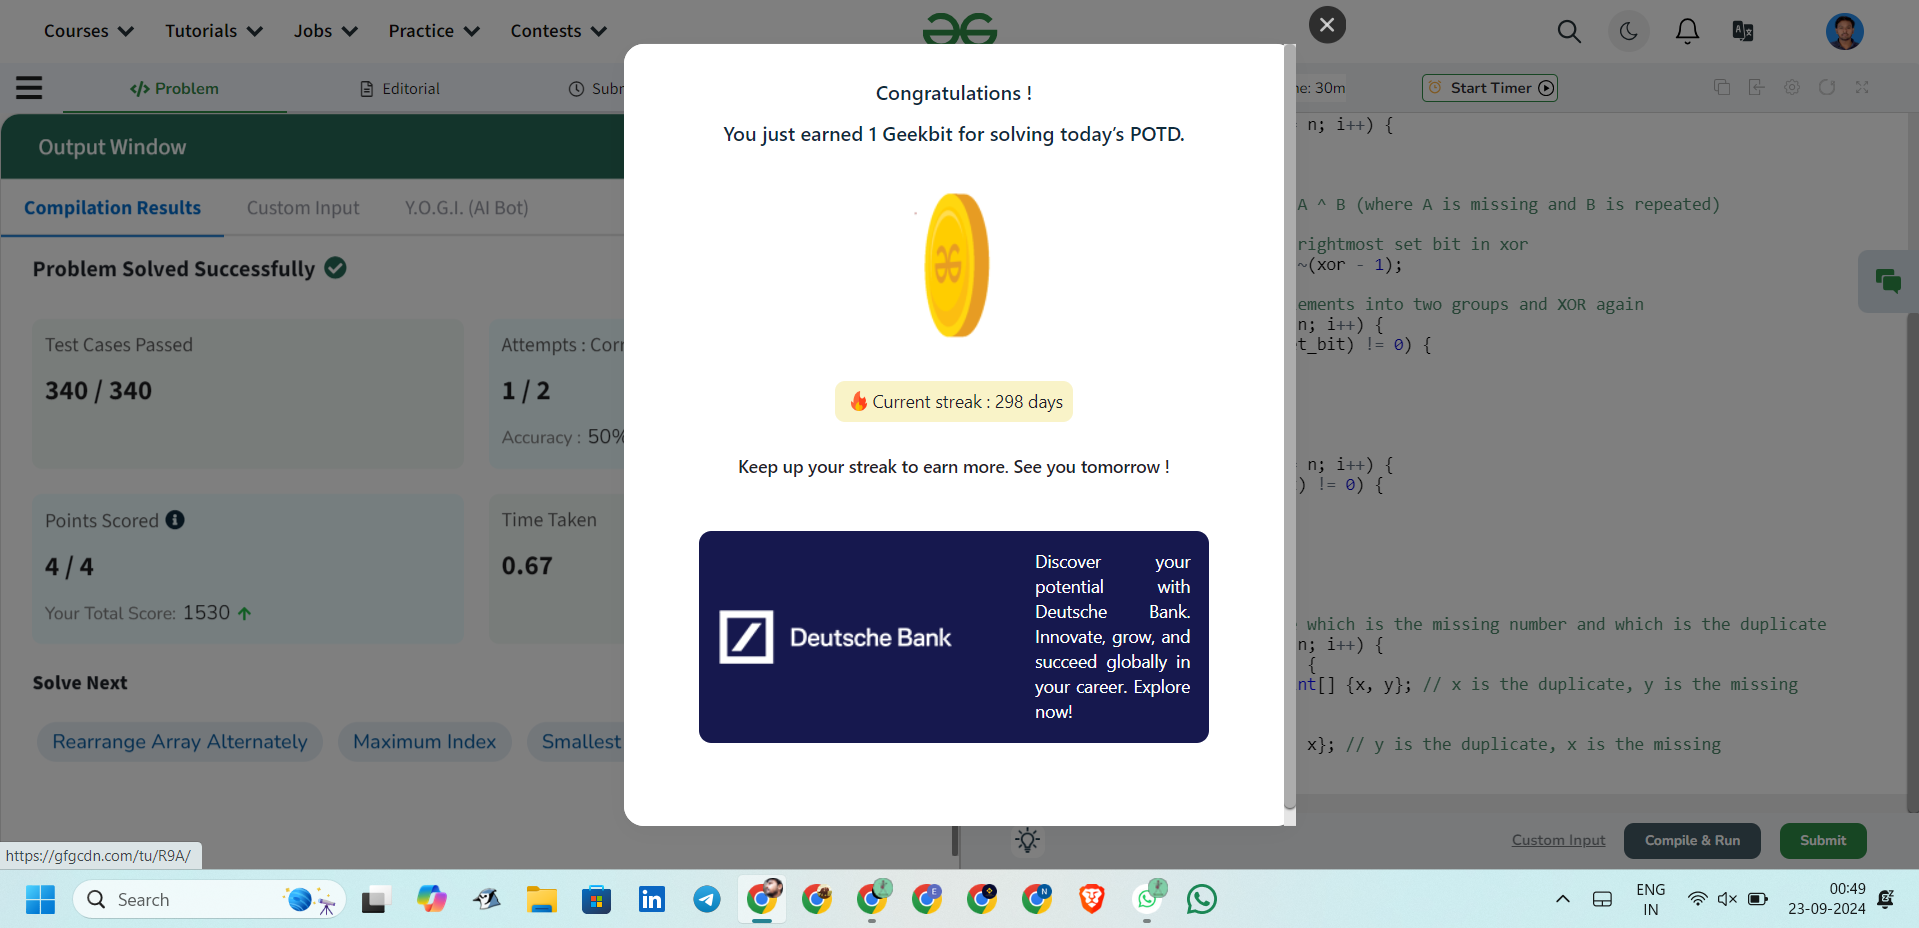 Courses
Tutorials
Jobs
Practice
Contests
Problem
Editorial
Subr
ne: 30m
Start Timer
Output Window
Compilation Results
Custom Input
Y.O.G.I. (AI Bot)
Problem Solved Successfully
Test Cases Passed
340 / 340
Attempts : Corr
1 / 2
Accuracy : 50%
Points Scored
4 / 4
Your Total Score: 1530
Time Taken
0.67
Solve Next
Rearrange Array Alternately
Maximum Index
Smallest
https://gfgcdn.com/tu/R9A/
Congratulations !
You just earned 1 Geekbit for solving today’s POTD.
Current streak : 298 days
Keep up your streak to earn more. See you tomorrow !
Deutsche Bank
Discover your
potential with
Deutsche Bank.
Innovate, grow, and
succeed globally in
your career. Explore
now!
n; i++) {
A ^ B (where A is missing and B is repeated)
rightmost set bit in xor
~(xor - 1);
ements into two groups and XOR again
n; i++) {
t_bit) != 0) {
n; i++) {
) != 0) {
which is the missing number and which is the duplicate
n; i++) {
{
nt[] {x, y}; // x is the duplicate, y is the missing
x}; // y is the duplicate, x is the missing
Custom Input
Compile & Run
Submit
Search
ENG
IN
00:49
23-09-2024